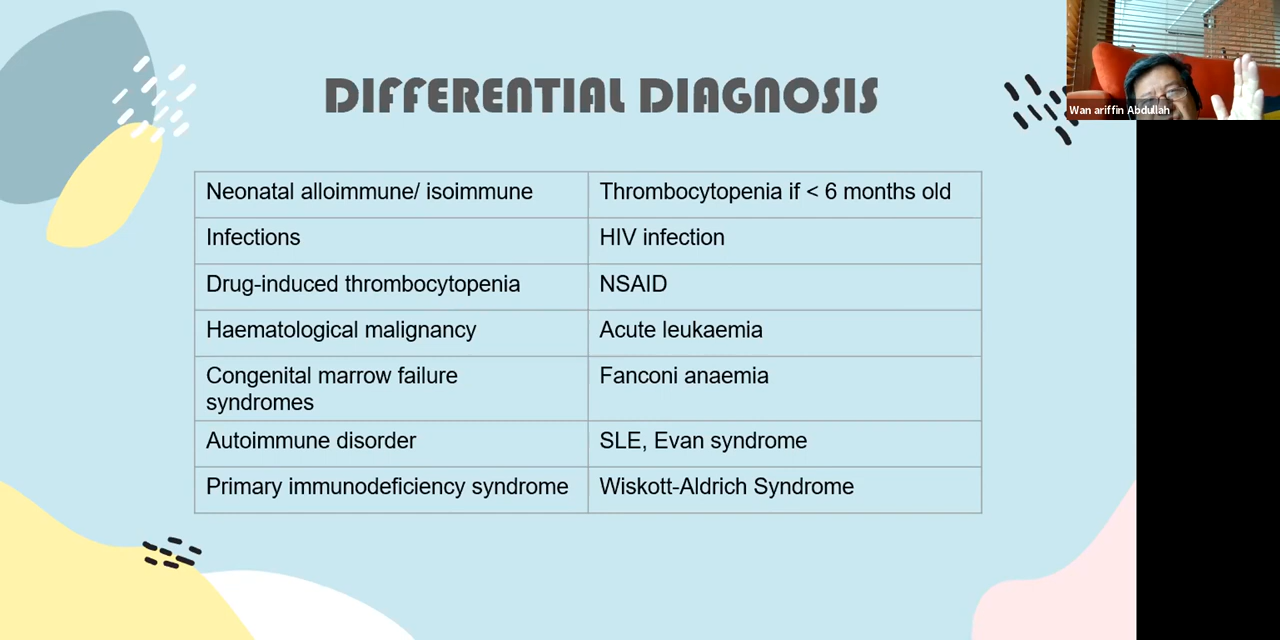 DIFFERENTIAL DIAGNOSIS
Wan ariffin Abdullah
Neonatal alloimmune/ isoimmune
Thrombocytopenia if < 6 months old
Infections
HIV infection
Drug-induced thrombocytopenia
NSAID
Haematological malignancy
Acute leukaemia
Congenital marrow failure
syndromes
Fanconi anaemia
Autoimmune disorder
SLE, Evan syndrome
Primary immunodeficiency syndrome
Wiskott-Aldrich Syndrome